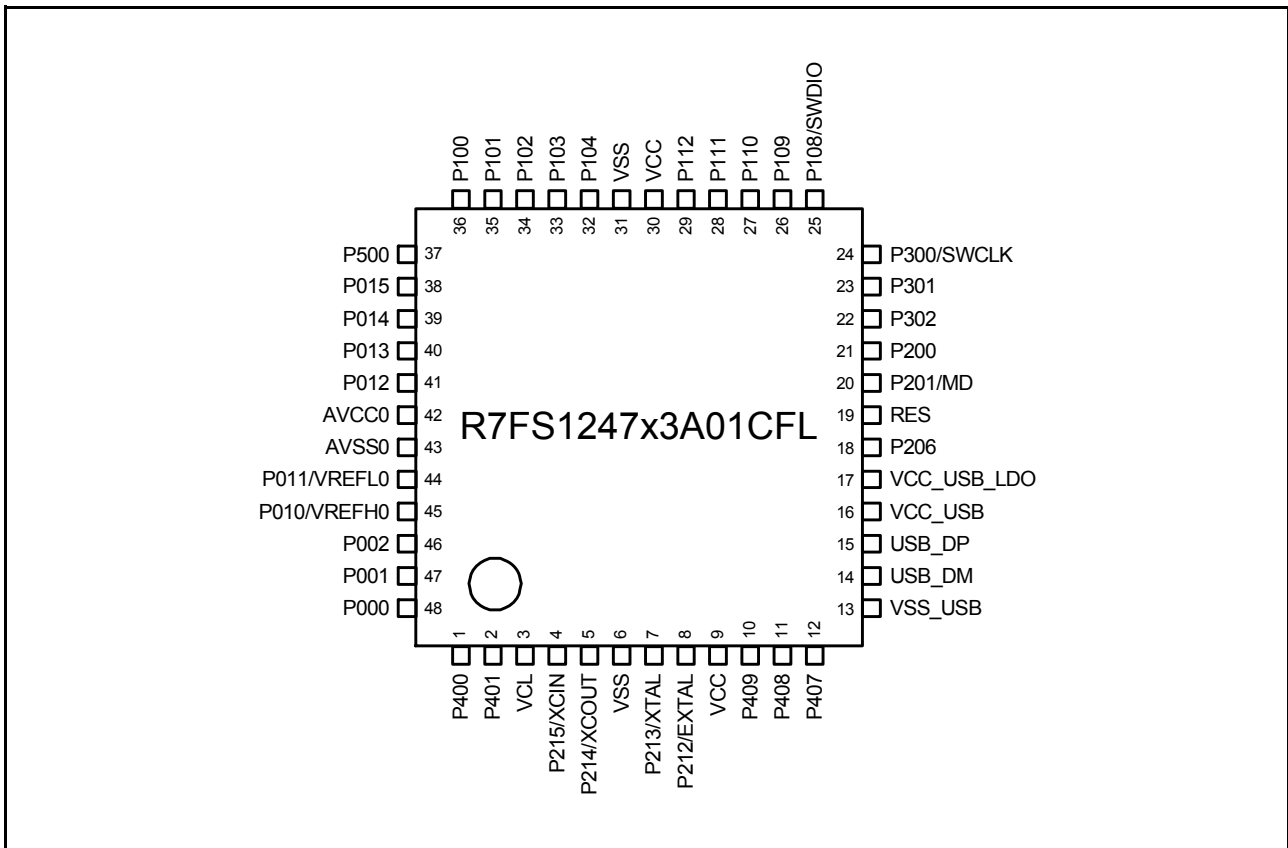 P100
P101
P102
P103
P104
VSS
VCC
P112
P111
P110
P109
P108/SWDIO
36
35
34
33
32
31
30
29
28
27
26
25
P500 37
P015 38
P014 39
P013 40
P012 41
AVCC0 42
AVSS0 43
P011/VREFL0 44
P010/VREFH0 45
P002 46
P001 47
P000 48
R7FS1247x3A01CFL
24 P300/SWCLK
23 P301
22 P302
21 P200
20 P201/MD
19 RES
18 P206
17 VCC_USB_LDO
16 VCC_USB
15 USB_DP
14 USB_DM
13 VSS_USB
1
2
3
4
5
6
7
8
9
10
11
12
P400
P401
VCL
P215/XCIN
P214/XCOUT
VSS
P213/XTAL
P212/EXTAL
VCC
P409
P408
P407